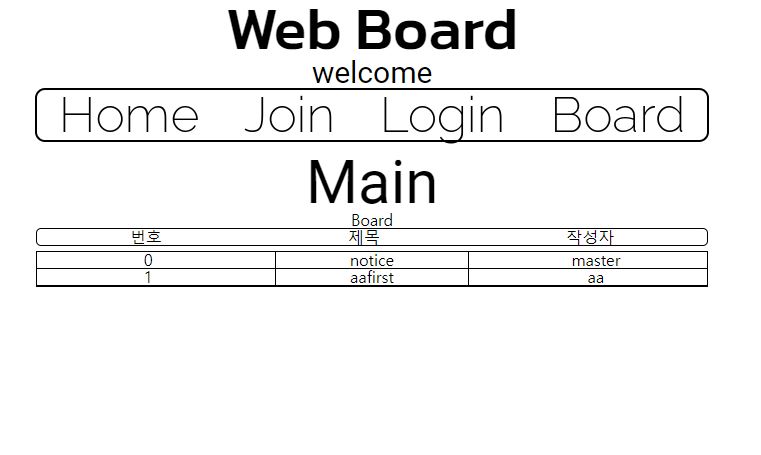 Web Board
welcome
Home Join Login Board
Main
Board
번호 제목 작성자
0 notice master
1 aafirst aa